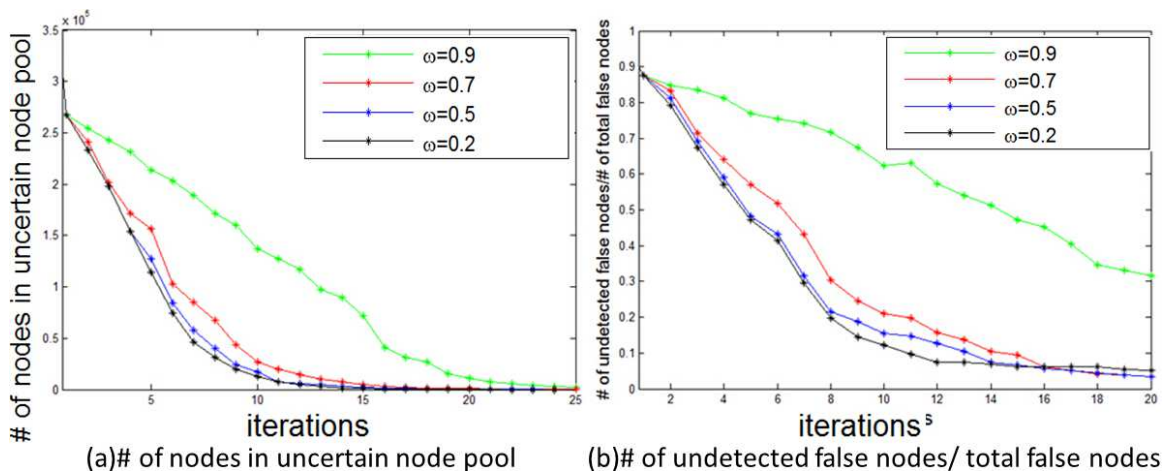 × 10⁵
3.5
3
2.5
2
1.5
1
0.5
0
5
10
15
20
25
# of nodes in uncertain node pool
iterations
ω=0.9
ω=0.7
ω=0.5
ω=0.2
(a)# of nodes in uncertain node pool
1
0.9
0.8
0.7
0.6
0.5
0.4
0.3
0.2
0.1
0
2
4
6
8
10
12
14
16
18
20
# of undetected false nodes/# of total false nodes
iterations s
ω=0.9
ω=0.7
ω=0.5
ω=0.2
(b)# of undetected false nodes/ total false nodes